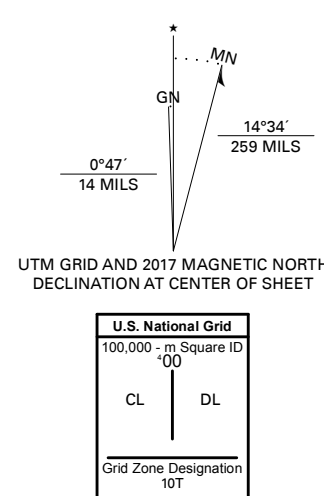 ★
MN
GN
14°34´
259 MILS
0°47´
14 MILS
UTM GRID AND 2017 MAGNETIC NORTH
DECLINATION AT CENTER OF SHEET
U.S. National Grid
100,000 - m Square ID
⁴00
CL DL
Grid Zone Designation
10T